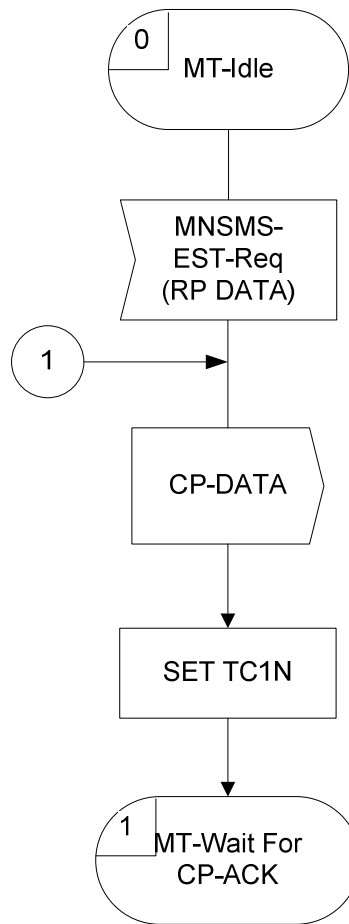 0
MT-Idle
MNSMS-
EST-Req
(RP DATA)
1
CP-DATA
SET TC1N
1
MT-Wait For
CP-ACK